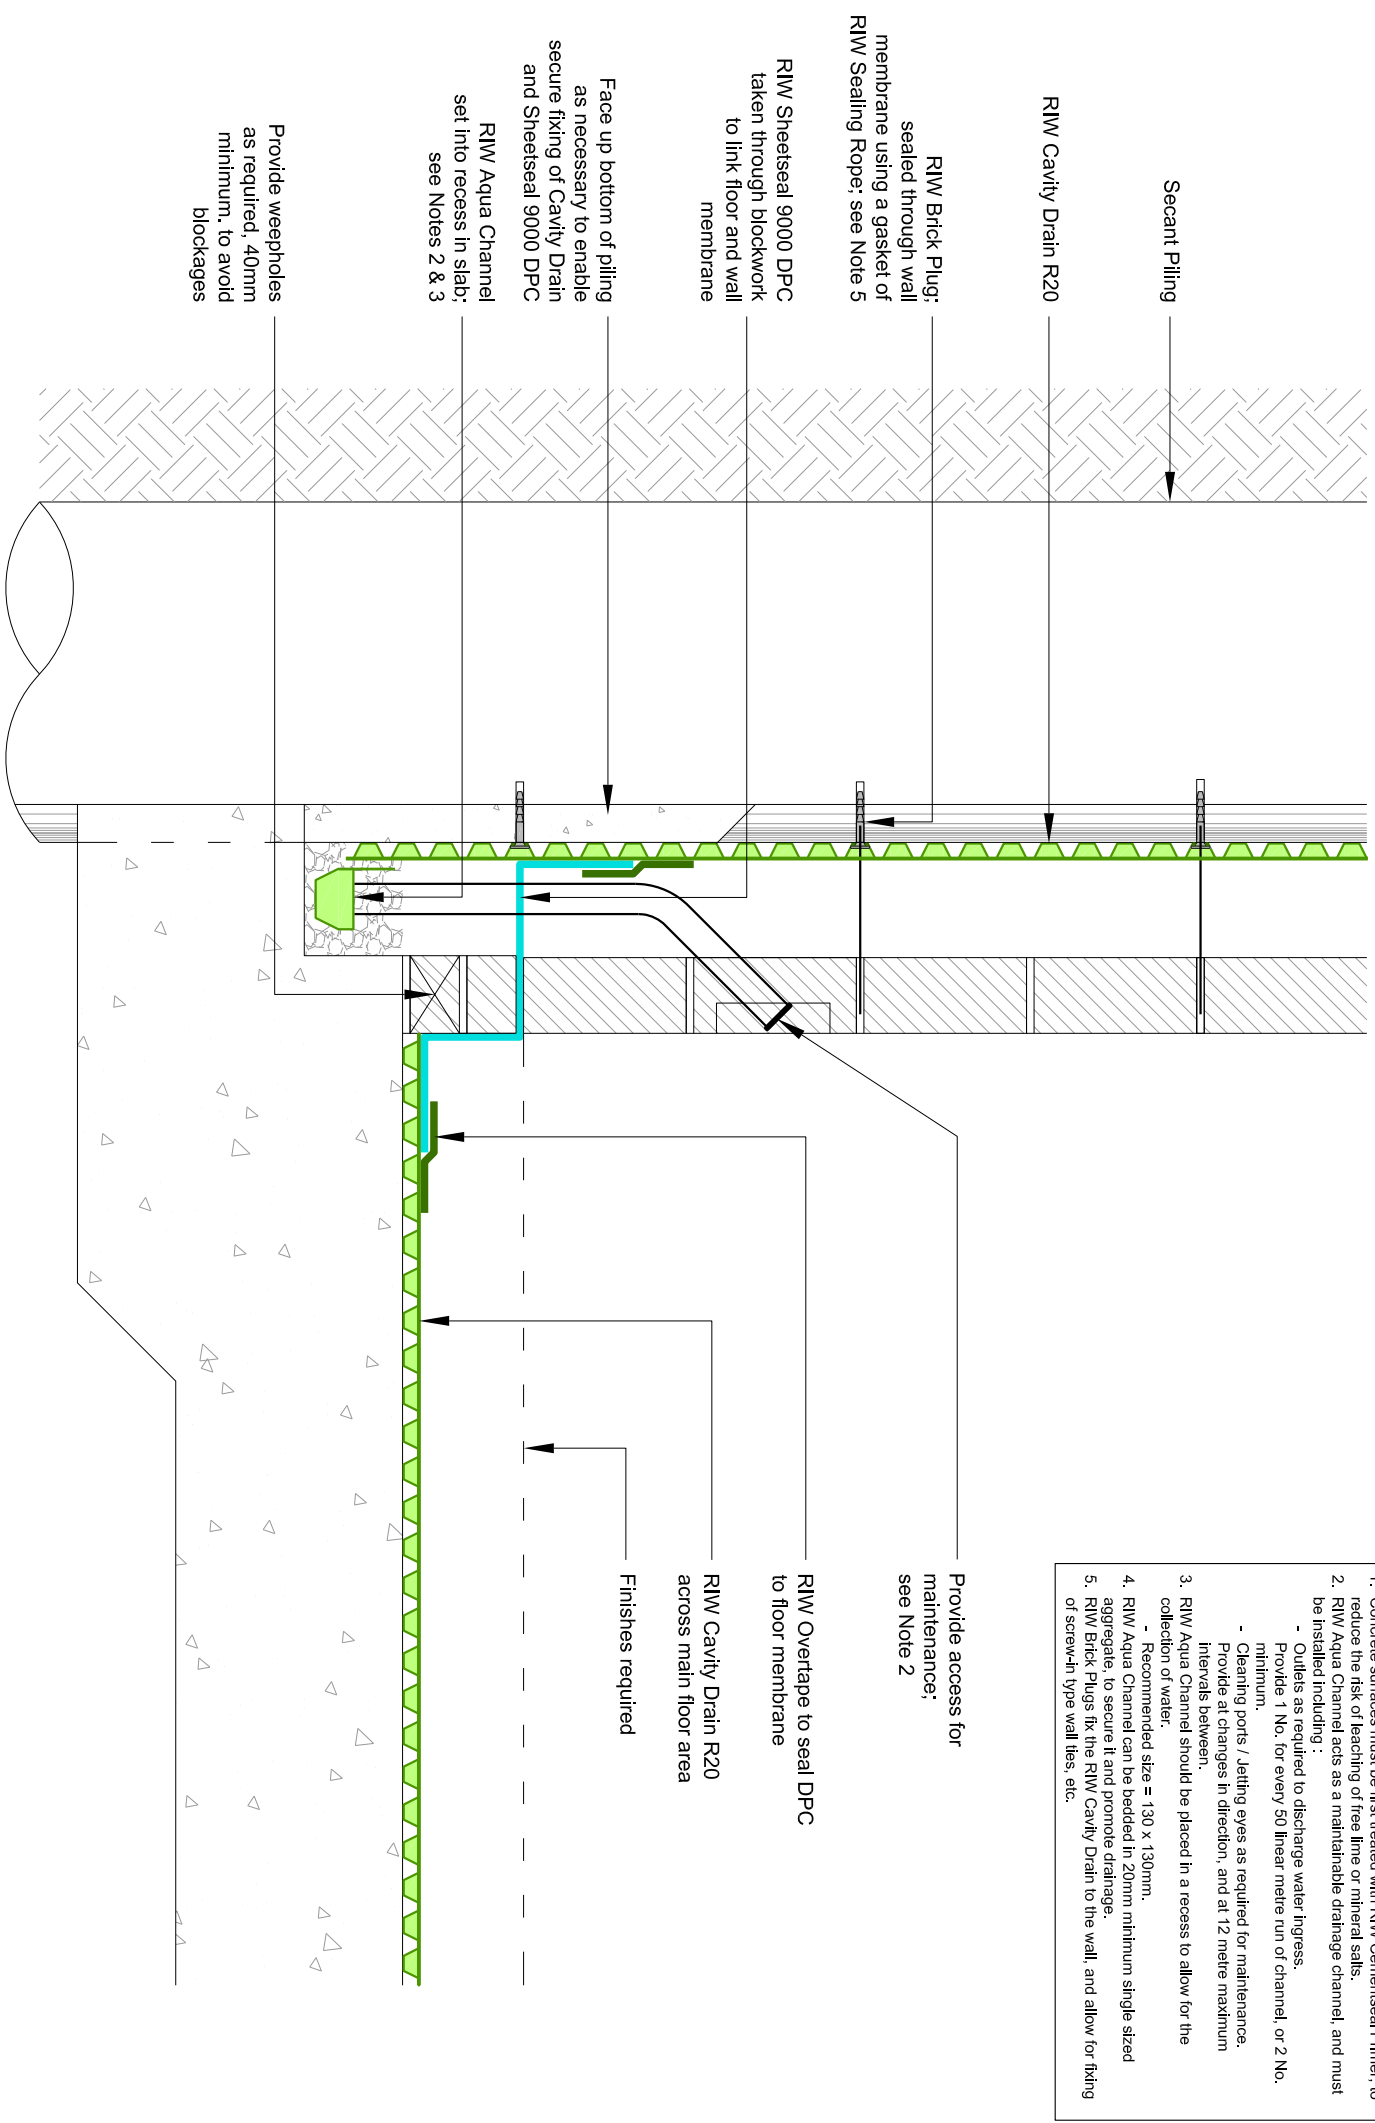 Secant Piling
RIW Cavity Drain R20
RIW Brick Plug;
sealed through wall
membrane using a gasket of
RIW Sealing Rope; see Note 5
RIW Sheetseal 9000 DPC
taken through blockwork
to link floor and wall
membrane
Face up bottom of piling
as necessary to enable
secure fixing of Cavity Drain
and Sheetseal 9000 DPC
RIW Aqua Channel
set into recess in slab;
see Notes 2 & 3
Provide weepholes
as required, 40mm
minimum. to avoid
blockages
reduce the risk of leaching of free lime or mineral salts.
2. RIW Aqua Channel acts as a maintainable drainage channel, and must
be installed including :
- Outlets as required to discharge water ingress.
Provide 1 No. for every 50 linear metre run of channel, or 2 No.
minimum.
- Cleaning ports / Jetting eyes as required for maintenance.
Provide at changes in direction, and at 12 metre maximum
intervals between.
3. RIW Aqua Channel should be placed in a recess to allow for the
collection of water.
- Recommended size = 130 x 130mm.
4. RIW Aqua Channel can be bedded in 20mm minimum single sized
aggregate, to secure it and promote drainage.
5. RIW Brick Plugs fix the RIW Cavity Drain to the wall, and allow for fixing
of screw-in type wall ties, etc.
Provide access for
maintenance;
see Note 2
RIW Overtape to seal DPC
to floor membrane
RIW Cavity Drain R20
across main floor area
Finishes required